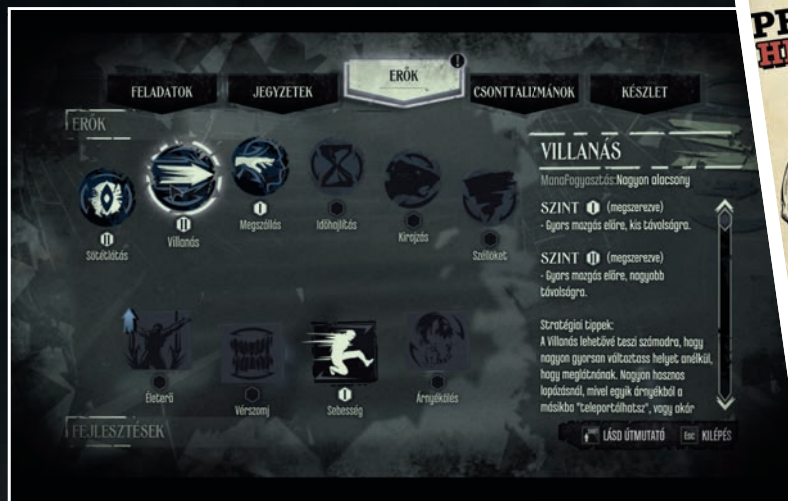 FELADATOK
JEGYZETEK
ERŐK
!
CSONTTALIZMÁNOK
KÉSZLET
ERŐK
II
Sötétlátás
II
Villanás
I
Megszállás
Időhajlítás
Kirajzás
Széllöket
Életerő
Vérszomj
I
Sebesség
Árnyékölés
FEJLESZTÉSEK
VILLANÁS
Manafogyasztás:Nagyon alacsony
SZINT I (megszerezve)
- Gyors mozgás előre, kis távolságra.
SZINT II (megszerezve)
- Gyors mozgás előre, nagyobb
távolságra.
Stratégiai tippek:
A Villanás lehetővé teszi számodra, hogy
nagyon gyorsan változtass helyet anélkül,
hogy meglátnának. Nagyon hasznos
lopózásnál, mivel egyik árnyékból a
másikba "teleportálhatsz", vagy akár
LÁSD ÚTMUTATÓ
Esc KILÉPÉS